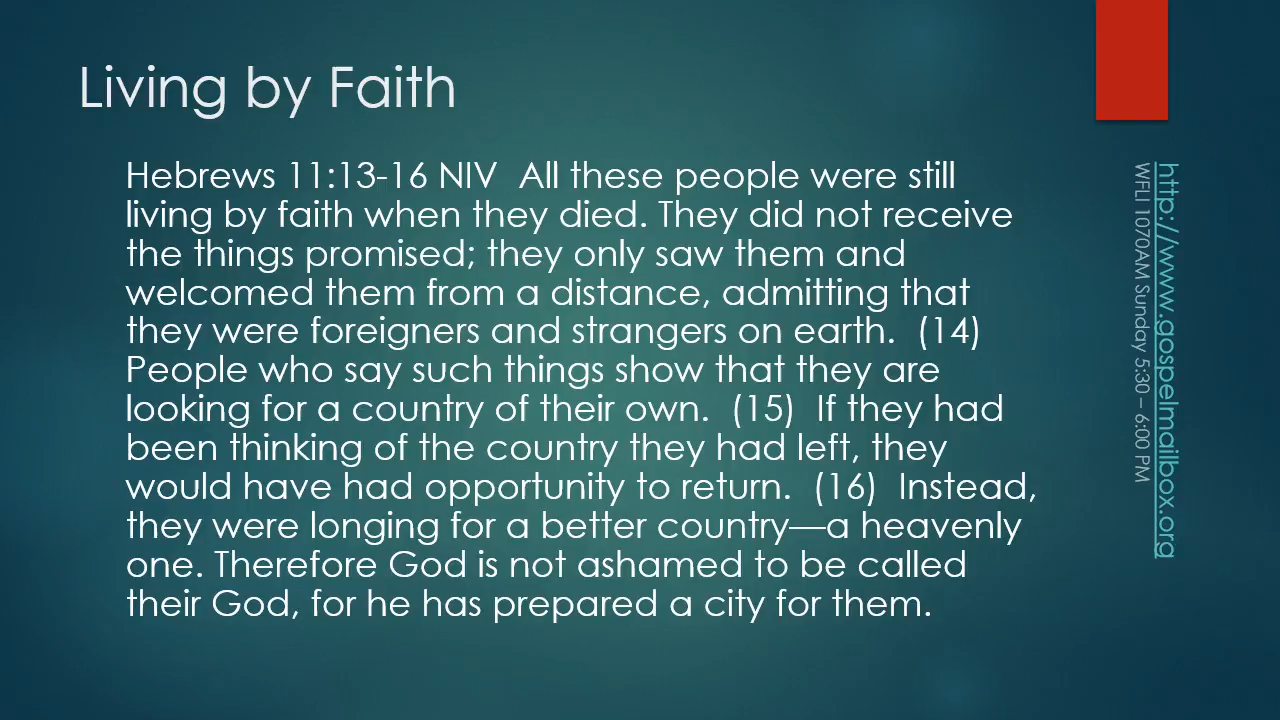 Living by Faith
Hebrews 11:13-16 NIV  All these people were still
living by faith when they died. They did not receive
the things promised; they only saw them and
welcomed them from a distance, admitting that
they were foreigners and strangers on earth.  (14)
People who say such things show that they are
looking for a country of their own.  (15)  If they had
been thinking of the country they had left, they
would have had opportunity to return.  (16)  Instead,
they were longing for a better country—a heavenly
one. Therefore God is not ashamed to be called
their God, for he has prepared a city for them.
http://www.gospelmailbox.org
WFLI 1070AM Sunday 5:30 – 6:00 PM